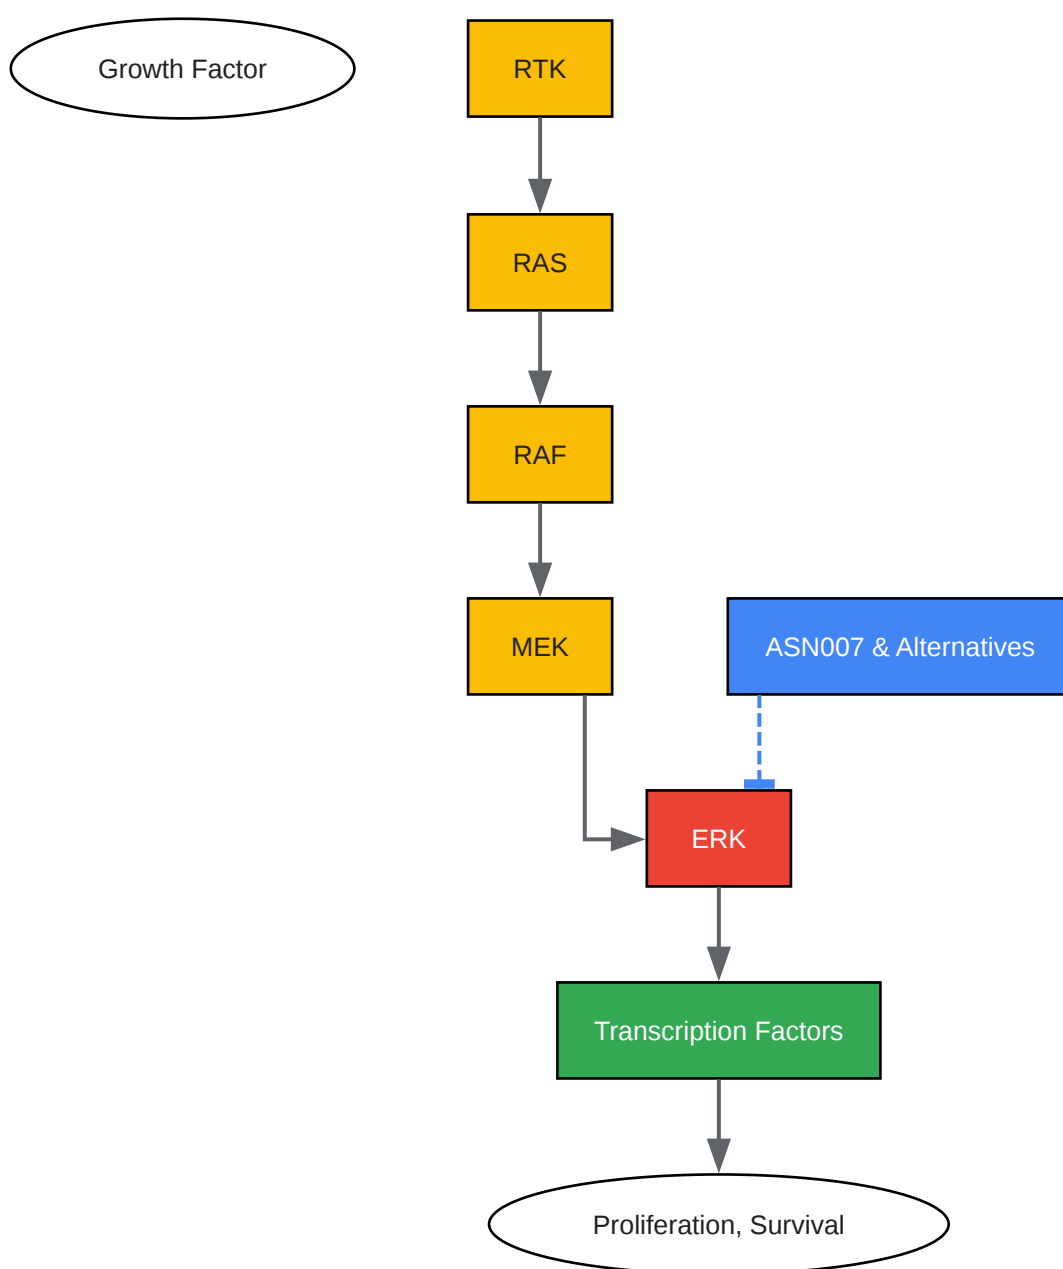 Growth Factor
RTK
RAS
RAF
MEK
ASN007 & Alternatives
ERK
Transcription Factors
Proliferation, Survival